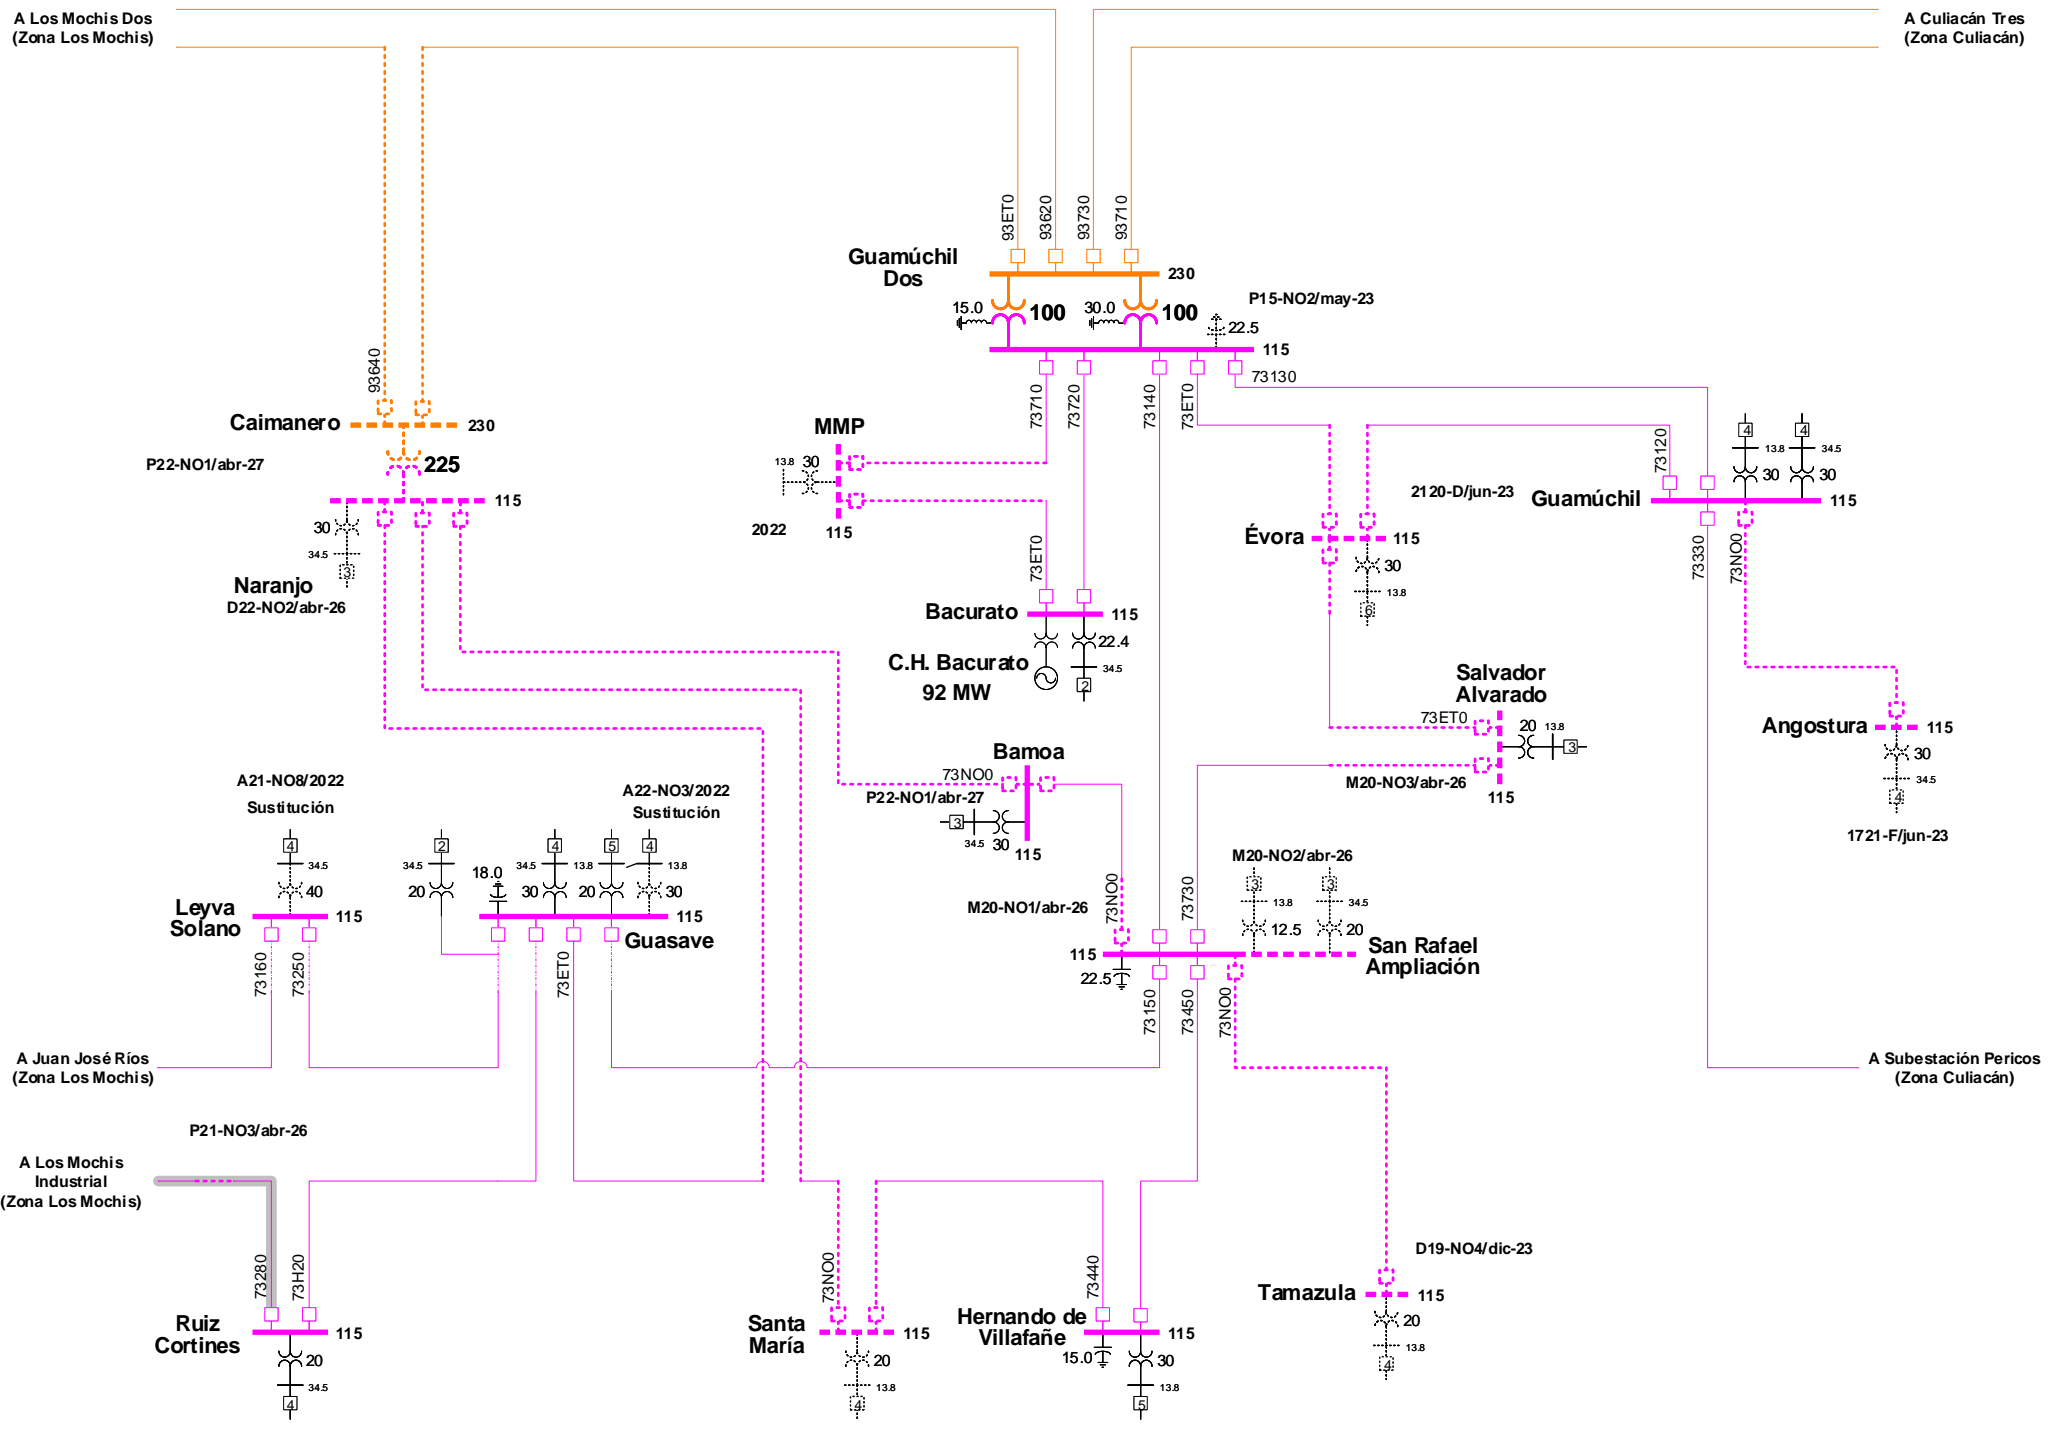 A Los Mochis Dos
(Zona Los Mochis)
A Culiacán Tres
(Zona Culiacán)
93ET0
93620
93730
93710
Guamúchil
Dos
230
15.0
100
30.0
100
P15-NO2/may-23
22.5
115
73710
73720
73140
73ET0
73130
93640
Caimanero
230
P22-NO1/abr-27
225
115
30
34.5
3
Naranjo
D22-NO2/abr-26
MMP
13.8
30
2022
115
73ET0
Bacurato
115
22.4
34.5
2
C.H. Bacurato
92 MW
73120
4
4
13.8
34.5
30
30
2120-D/jun-23
Guamúchil
115
Évora
115
30
13.8
6
73330
73NO0
Salvador
Alvarado
73ET0
20
13.8
3
M20-NO3/abr-26
115
Angostura
115
30
34.5
4
1721-F/jun-23
Bamoa
73NO0
P22-NO1/abr-27
3
34.5
30
115
A21-NO8/2022
Sustitución
4
34.5
40
Leyva
Solano
115
73160
73250
A22-NO3/2022
Sustitución
2
34.5
20
18.0
4
34.5
30
5
13.8
20
4
13.8
30
115
Guasave
73ET0
M20-NO1/abr-26
73NO0
73730
M20-NO2/abr-26
3
13.8
12.5
3
34.5
20
115
22.5
San Rafael
Ampliación
73150
73450
73NO0
A Juan José Ríos
(Zona Los Mochis)
A Subestación Pericos
(Zona Culiacán)
P21-NO3/abr-26
A Los Mochis
Industrial
(Zona Los Mochis)
73280
73H20
Ruiz
Cortines
115
20
34.5
4
73NO0
Santa
María
115
20
13.8
4
73440
Hernando de
Villafañe
115
15.0
30
13.8
5
D19-NO4/dic-23
Tamazula
115
20
13.8
4